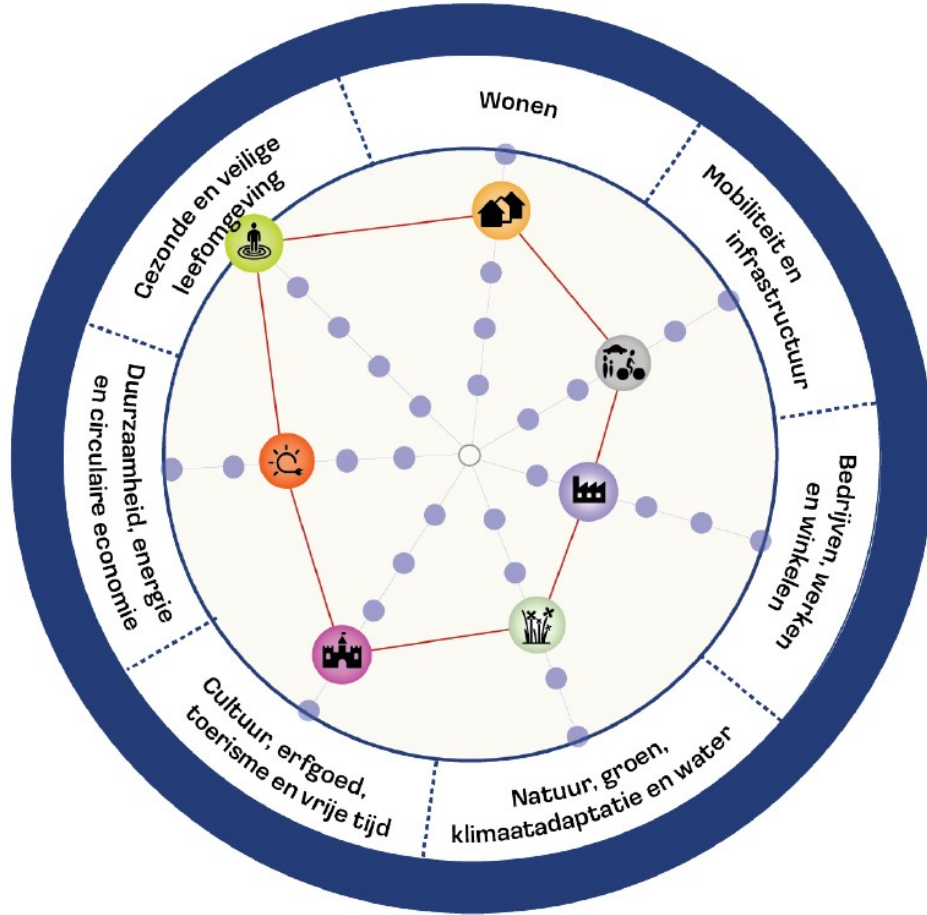 Wonen
Mobiliteit en
infrastructuur
Bedrijven, werken
en winkelen
Natuur, groen,
klimaatadaptatie en water
Cultuur, erfgoed,
toerisme en vrije tijd
Duurzaamheid, energie
en circulaire economie
Gezonde en veilige
leefomgeving